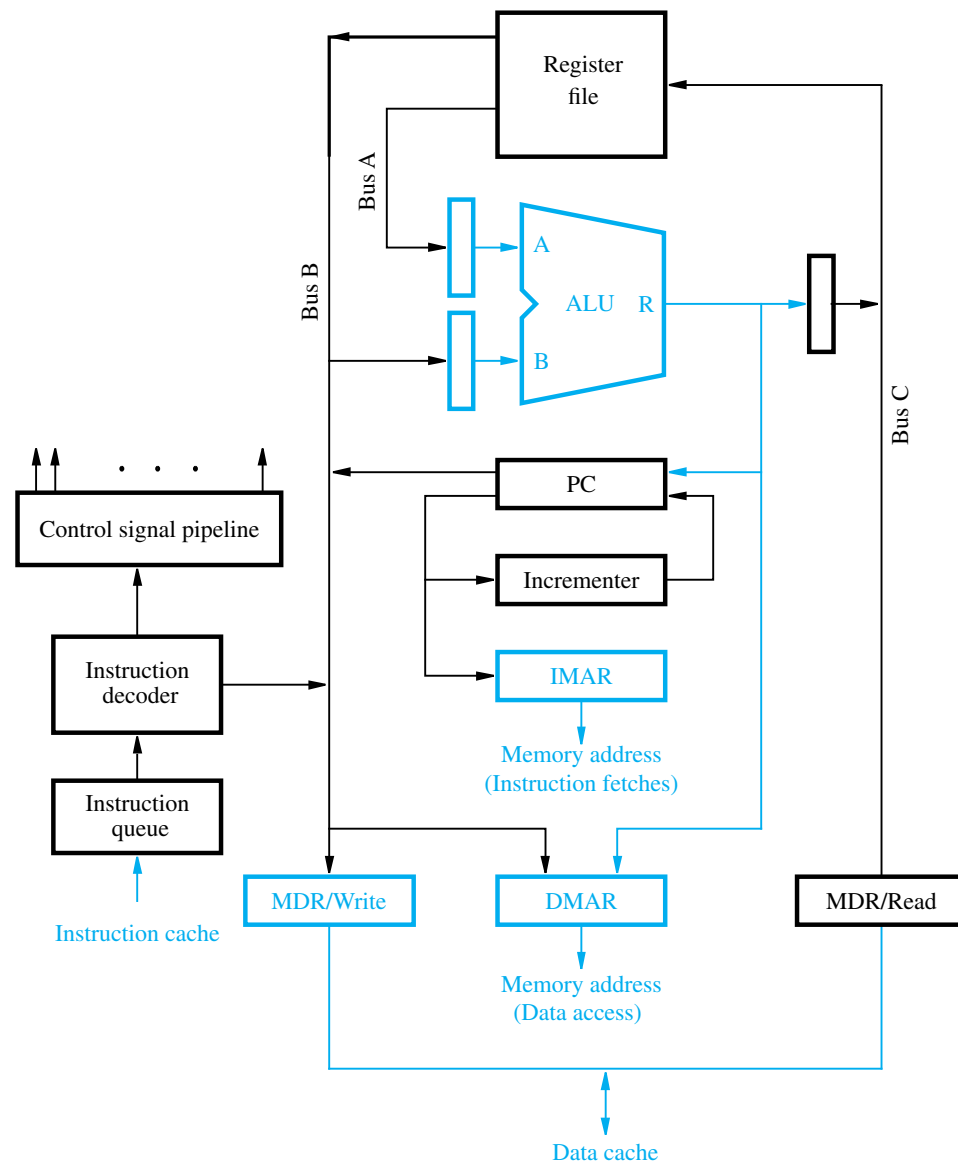 Register
file
Bus A
Bus B
A
ALU
R
B
Bus C
PC
. . .
Control signal pipeline
Incrementer
Instruction
decoder
IMAR
Memory address
(Instruction fetches)
Instruction
queue
MDR/Write
DMAR
MDR/Read
Instruction cache
Memory address
(Data access)
Data cache